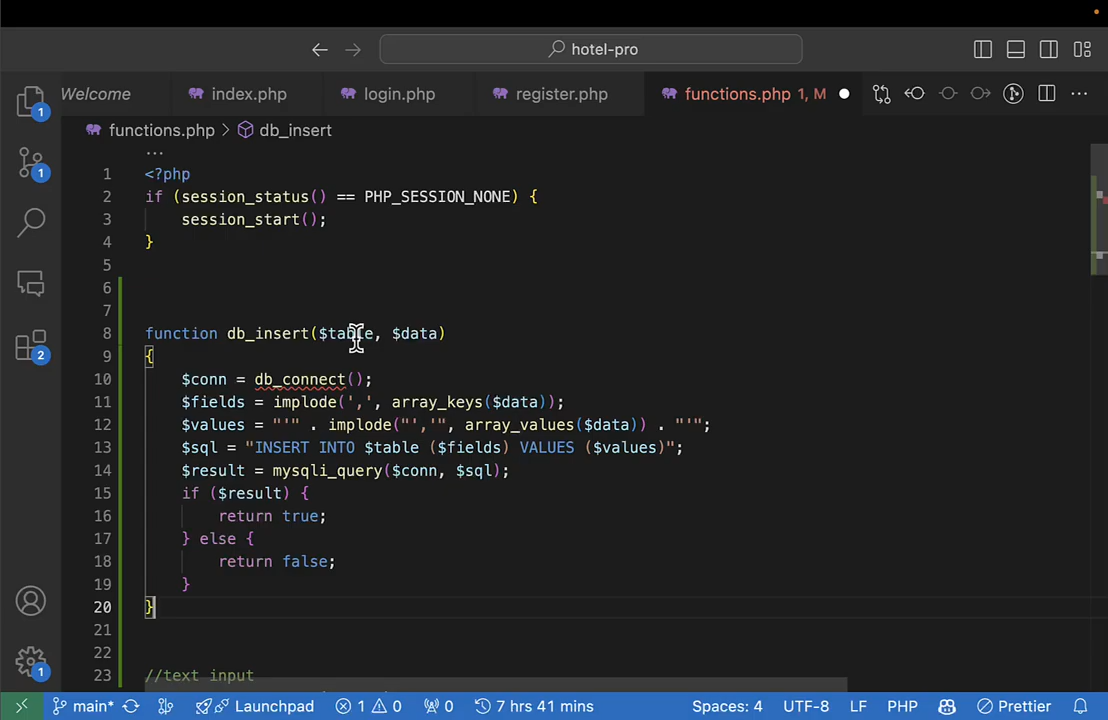 hotel-pro
Welcome index.php login.php register.php functions.php 1, M
functions.php > db_insert
...
1 <?php
2 if (session_status() == PHP_SESSION_NONE) {
3 session_start();
4 }
5
6
7
8 function db_insert($table, $data)
9 {
10 $conn = db_connect();
11 $fields = implode(',', array_keys($data));
12 $values = "'" . implode("','", array_values($data)) . "'";
13 $sql = "INSERT INTO $table ($fields) VALUES ($values)";
14 $result = mysqli_query($conn, $sql);
15 if ($result) {
16 return true;
17 } else {
18 return false;
19 }
20 }
21
22
23 //text input
1
1
2
1
main* Launchpad 1 0 0 7 hrs 41 mins Spaces: 4 UTF-8 LF PHP Prettier